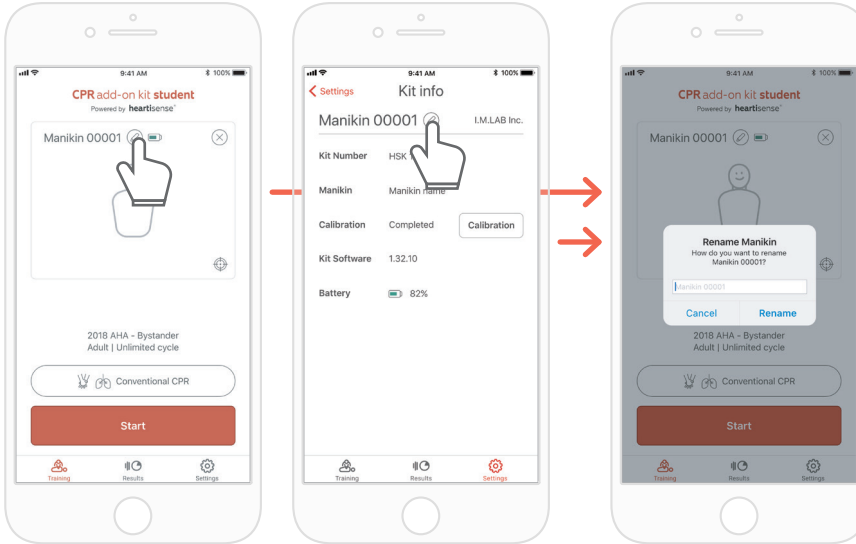 9:41 AM
100%
CPR add-on kit student
Powered by heartisense
Manikin 00001
2018 AHA - Bystander
Adult | Unlimited cycle
Conventional CPR
Start
Training
Results
Settings
9:41 AM
100%
Settings
Kit info
Manikin 00001
I.M.LAB Inc.
Kit Number
HSK
Manikin
Manikin name
Calibration
Completed
Calibration
Kit Software
1.32.10
Battery
82%
Training
Results
Settings
9:41 AM
100%
CPR add-on kit student
Powered by heartisense
Manikin 00001
Rename Manikin
How do you want to rename
Manikin 00001?
Manikin 00001
Cancel
Rename
2018 AHA - Bystander
Adult | Unlimited cycle
Conventional CPR
Start
Training
Results
Settings